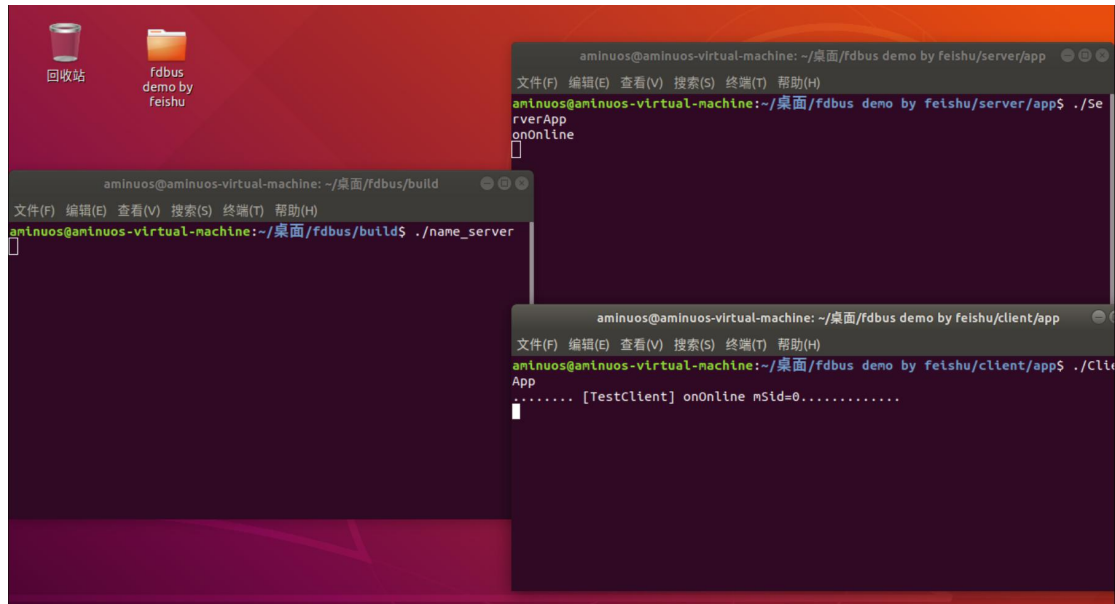 回收站
fdbus
demo by
feishu
aminuos@aminuos-virtual-machine: ~/桌面/fdbus demo by feishu/server/app
文件(F) 编辑(E) 查看(V) 搜索(S) 终端(T) 帮助(H)
aminuos@aminuos-virtual-machine:~/桌面/fdbus demo by feishu/server/app$ ./Se
rverApp
onOnline
aminuos@aminuos-virtual-machine: ~/桌面/fdbus/build
文件(F) 编辑(E) 查看(V) 搜索(S) 终端(T) 帮助(H)
aminuos@aminuos-virtual-machine:~/桌面/fdbus/build$ ./name_server
aminuos@aminuos-virtual-machine: ~/桌面/fdbus demo by feishu/client/app
文件(F) 编辑(E) 查看(V) 搜索(S) 终端(T) 帮助(H)
aminuos@aminuos-virtual-machine:~/桌面/fdbus demo by feishu/client/app$ ./Clie
App
........ [TestClient] onOnline mSid=0.............